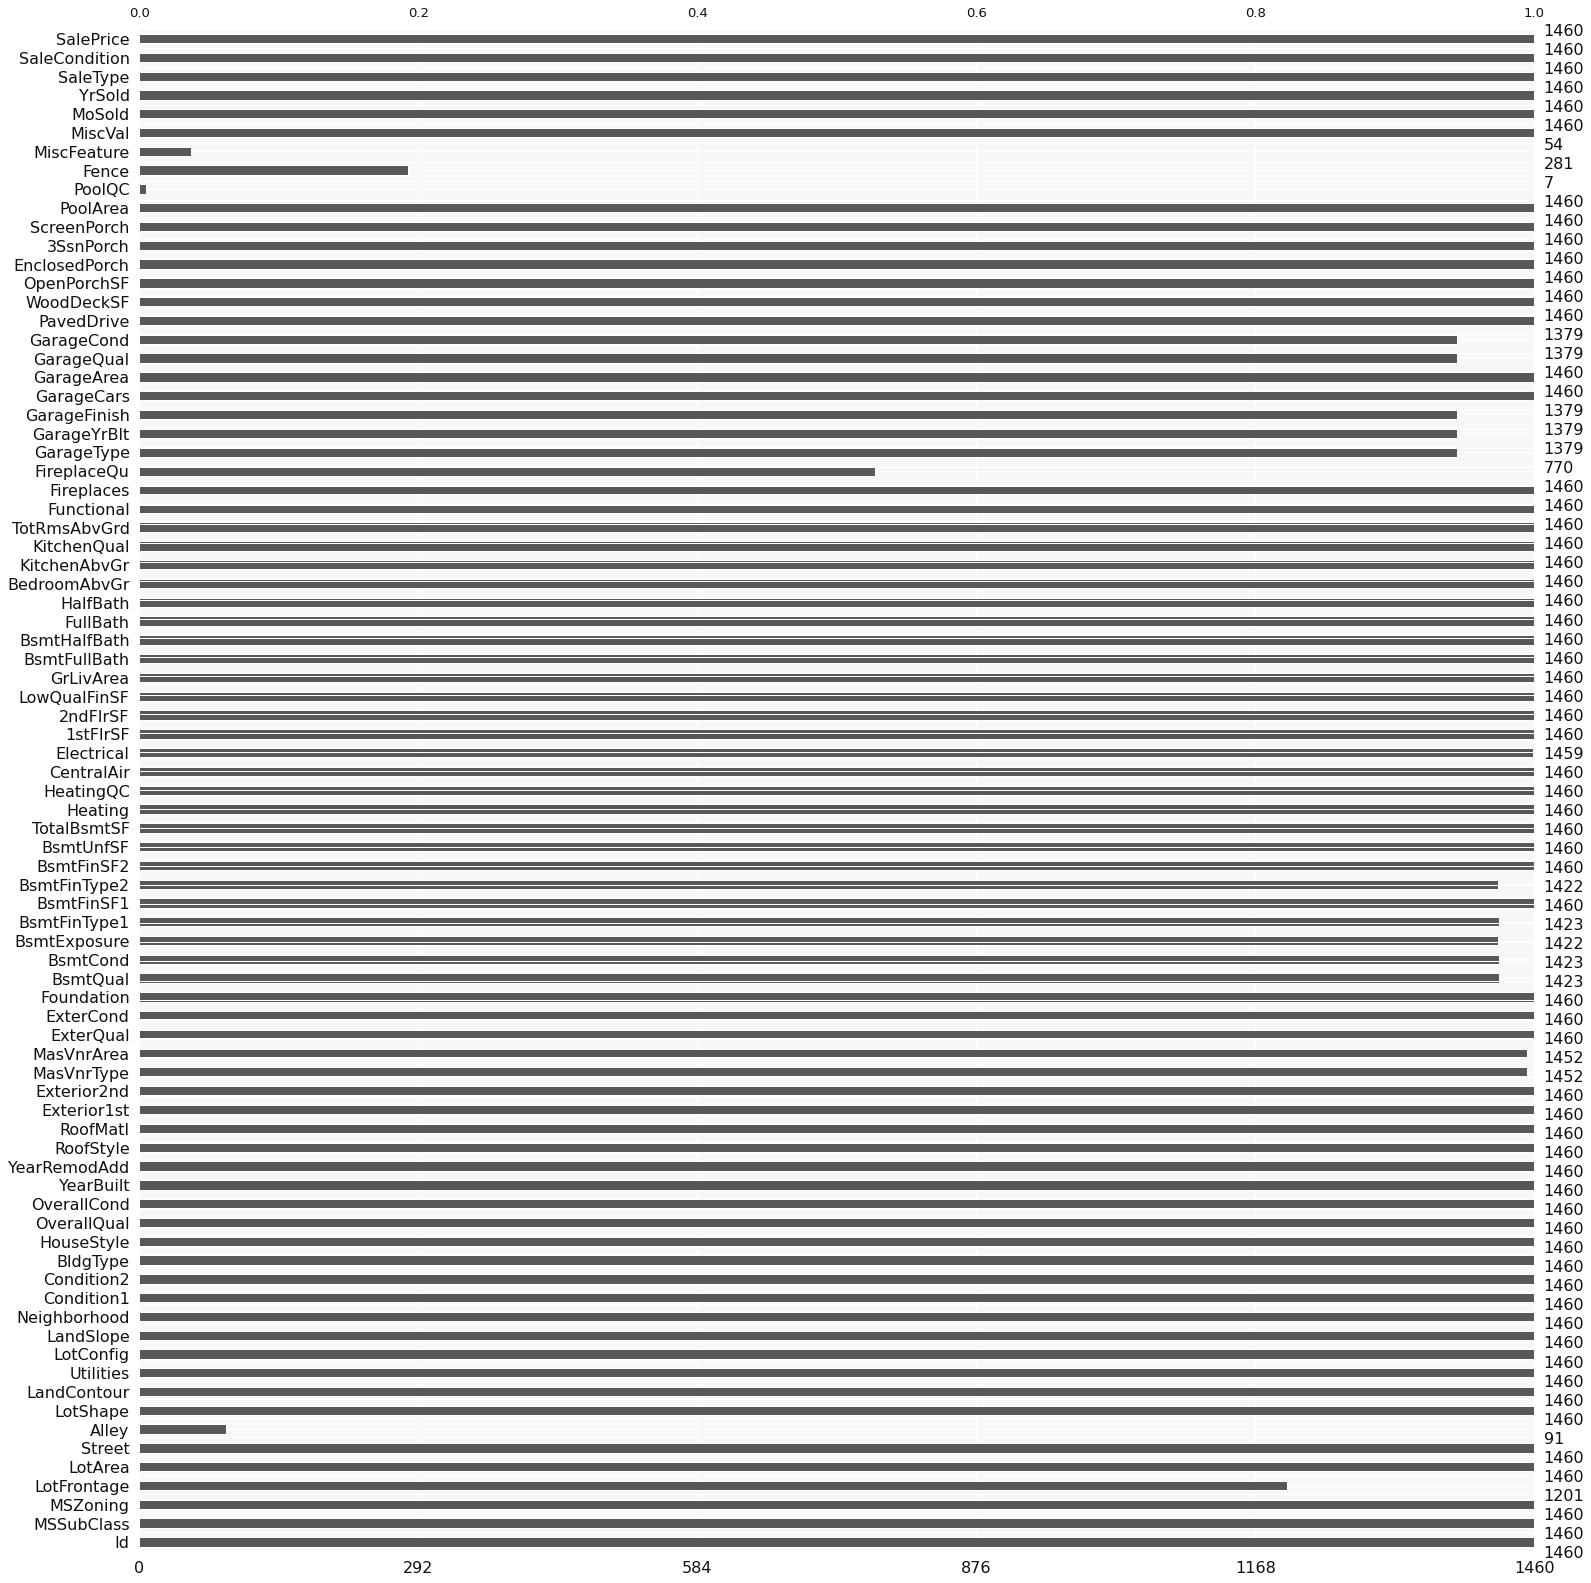 0.0 0.2 0.4 0.6 0.8 1.0
SalePrice 1460
SaleCondition 1460
SaleType 1460
YrSold 1460
MoSold 1460
MiscVal 1460
MiscFeature 54
Fence 281
PoolQC 7
PoolArea 1460
ScreenPorch 1460
3SsnPorch 1460
EnclosedPorch 1460
OpenPorchSF 1460
WoodDeckSF 1460
PavedDrive 1460
GarageCond 1379
GarageQual 1379
GarageArea 1460
GarageCars 1460
GarageFinish 1379
GarageYrBlt 1379
GarageType 1379
FireplaceQu 770
Fireplaces 1460
Functional 1460
TotRmsAbvGrd 1460
KitchenQual 1460
KitchenAbvGr 1460
BedroomAbvGr 1460
HalfBath 1460
FullBath 1460
BsmtHalfBath 1460
BsmtFullBath 1460
GrLivArea 1460
LowQualFinSF 1460
2ndFlrSF 1460
1stFlrSF 1460
Electrical 1459
CentralAir 1460
HeatingQC 1460
Heating 1460
TotalBsmtSF 1460
BsmtUnfSF 1460
BsmtFinSF2 1460
BsmtFinType2 1422
BsmtFinSF1 1460
BsmtFinType1 1423
BsmtExposure 1422
BsmtCond 1423
BsmtQual 1423
Foundation 1460
ExterCond 1460
ExterQual 1460
MasVnrArea 1452
MasVnrType 1452
Exterior2nd 1460
Exterior1st 1460
RoofMatl 1460
RoofStyle 1460
YearRemodAdd 1460
YearBuilt 1460
OverallCond 1460
OverallQual 1460
HouseStyle 1460
BldgType 1460
Condition2 1460
Condition1 1460
Neighborhood 1460
LandSlope 1460
LotConfig 1460
Utilities 1460
LandContour 1460
LotShape 1460
Alley 91
Street 1460
LotArea 1460
LotFrontage 1201
MSZoning 1460
MSSubClass 1460
Id 1460
0 292 584 876 1168 1460